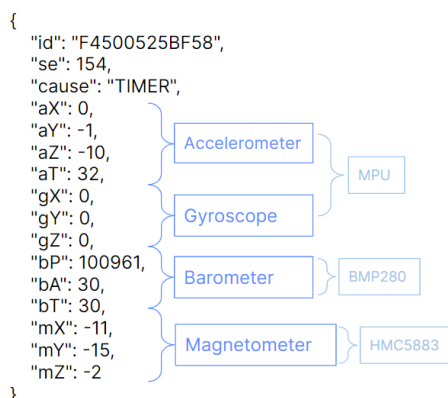 {
"id": "F4500525BF58",
"se": 154,
"cause": "TIMER",
"aX": 0,
"aY": -1,
"aZ": -10,
"aT": 32,
"gX": 0,
"gY": 0,
"gZ": 0,
"bP": 100961,
"bA": 30,
"bT": 30,
"mX": -11,
"mY": -15,
"mZ": -2
}
Accelerometer
Gyroscope
Barometer
Magnetometer
MPU
BMP280
HMC5883